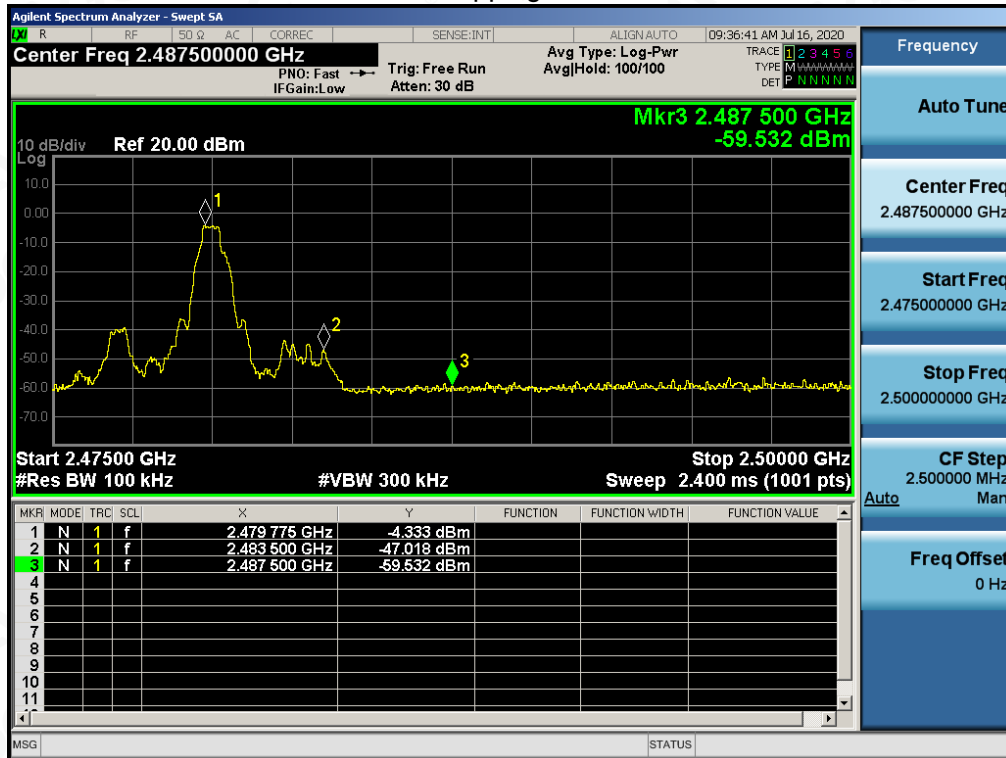 Agilent Spectrum Analyzer - Swept SA
LXI R RF 50 Ω AC CORREC SENSE:INT ALIGN AUTO 09:36:41 AM Jul 16, 2020
Center Freq 2.487500000 GHz
PNO: Fast Trig: Free Run Avg Type: Log-Pwr TRACE 1 2 3 4 5 6
IFGain:Low Atten: 30 dB Avg|Hold: 100/100 TYPE M WWWWW
DET P N N N N N
Mkr3 2.487 500 GHz
-59.532 dBm
10 dB/div Ref 20.00 dBm
Log
10.0
0.00
-10.0
-20.0
-30.0
-40.0
-50.0
-60.0
-70.0
1
2
3
Start 2.47500 GHz Stop 2.50000 GHz
#Res BW 100 kHz #VBW 300 kHz Sweep 2.400 ms (1001 pts)
MKR MODE TRC SCL X Y FUNCTION FUNCTION WIDTH FUNCTION VALUE
1 N 1 f 2.479 775 GHz -4.333 dBm
2 N 1 f 2.483 500 GHz -47.018 dBm
3 N 1 f 2.487 500 GHz -59.532 dBm
4
5
6
7
8
9
10
11
MSG STATUS
Frequency
Auto Tune
Center Freq
2.487500000 GHz
Start Freq
2.475000000 GHz
Stop Freq
2.500000000 GHz
CF Step
2.500000 MHz
Auto Man
Freq Offset
0 Hz